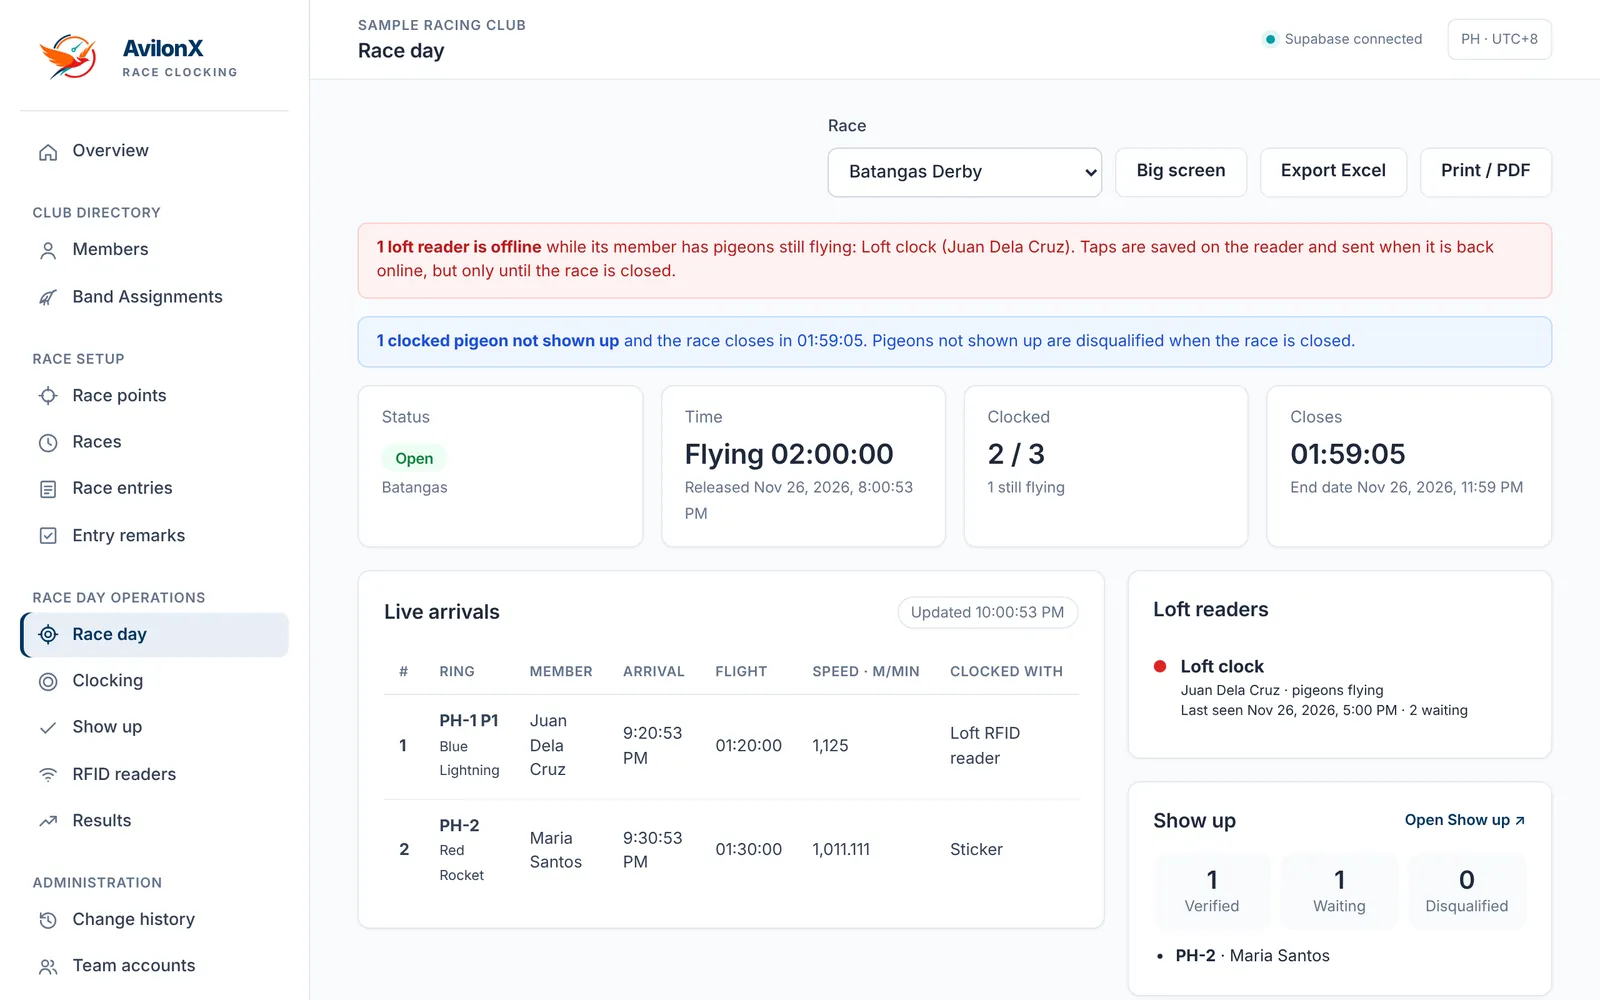 AvilonX
RACE CLOCKING
Overview
CLUB DIRECTORY
Members
Band Assignments
RACE SETUP
Race points
Races
Race entries
Entry remarks
RACE DAY OPERATIONS
Race day
Clocking
Show up
RFID readers
Results
ADMINISTRATION
Change history
Team accounts
SAMPLE RACING CLUB
Race day
Supabase connected
PH · UTC+8
Race
Batangas Derby
Big screen
Export Excel
Print / PDF
1 loft reader is offline while its member has pigeons still flying: Loft clock (Juan Dela Cruz). Taps are saved on the reader and sent when it is back
online, but only until the race is closed.
1 clocked pigeon not shown up and the race closes in 01:59:05. Pigeons not shown up are disqualified when the race is closed.
Status
Open
Batangas
Time
Flying 02:00:00
Released Nov 26, 2026, 8:00:53
PM
Clocked
2 / 3
1 still flying
Closes
01:59:05
End date Nov 26, 2026, 11:59 PM
Live arrivals
Updated 10:00:53 PM
# RING MEMBER ARRIVAL FLIGHT SPEED · M/MIN CLOCKED WITH
1
PH-1 P1
Blue
Lightning
Juan
Dela
Cruz
9:20:53
PM
01:20:00
1,125
Loft RFID
reader
2
PH-2
Red
Rocket
Maria
Santos
9:30:53
PM
01:30:00
1,011.111
Sticker
Loft readers
Loft clock
Juan Dela Cruz · pigeons flying
Last seen Nov 26, 2026, 5:00 PM · 2 waiting
Show up
Open Show up ↗
1
Verified
1
Waiting
0
Disqualified
• PH-2 · Maria Santos